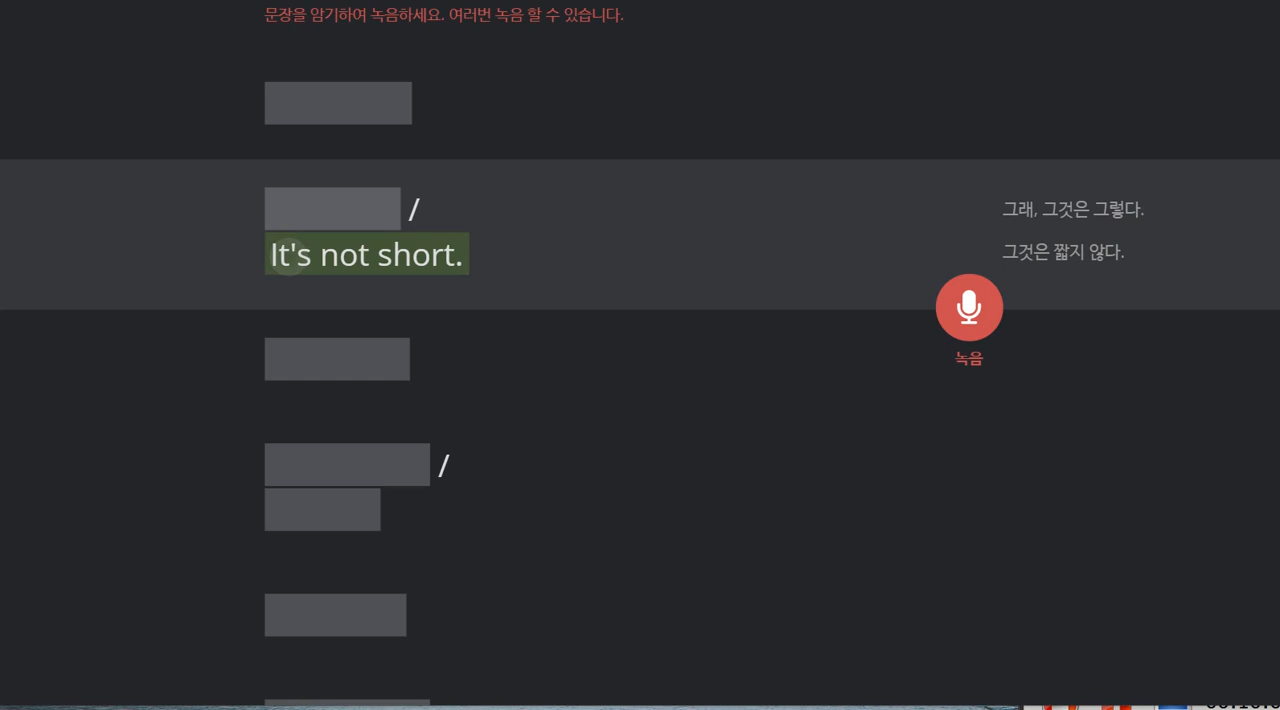 문장을 암기하여 녹음하세요. 여러번 녹음 할 수 있습니다.
/
그래, 그것은 그렇다.
It's not short.
그것은 짧지 않다.
녹음
/